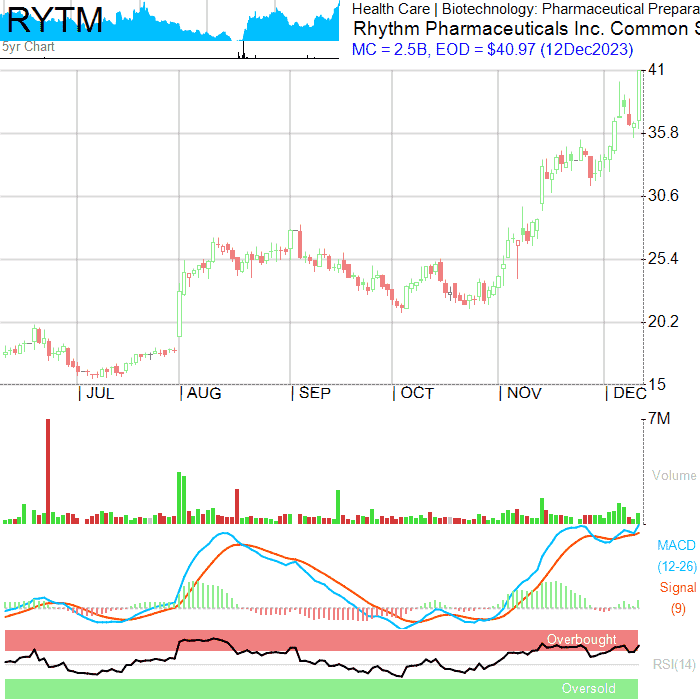 RYTM
5yr Chart
Health Care | Biotechnology: Pharmaceutical Prepara
Rhythm Pharmaceuticals Inc. Common S
MC = 2.5B, EOD = $40.97 (12Dec2023)
41
35.8
30.6
25.4
20.2
15
| JUL | AUG | SEP | OCT | NOV | DEC
7M
Volume
MACD
(12-26)
Signal
(9)
Overbought
RSI(14)
Oversold